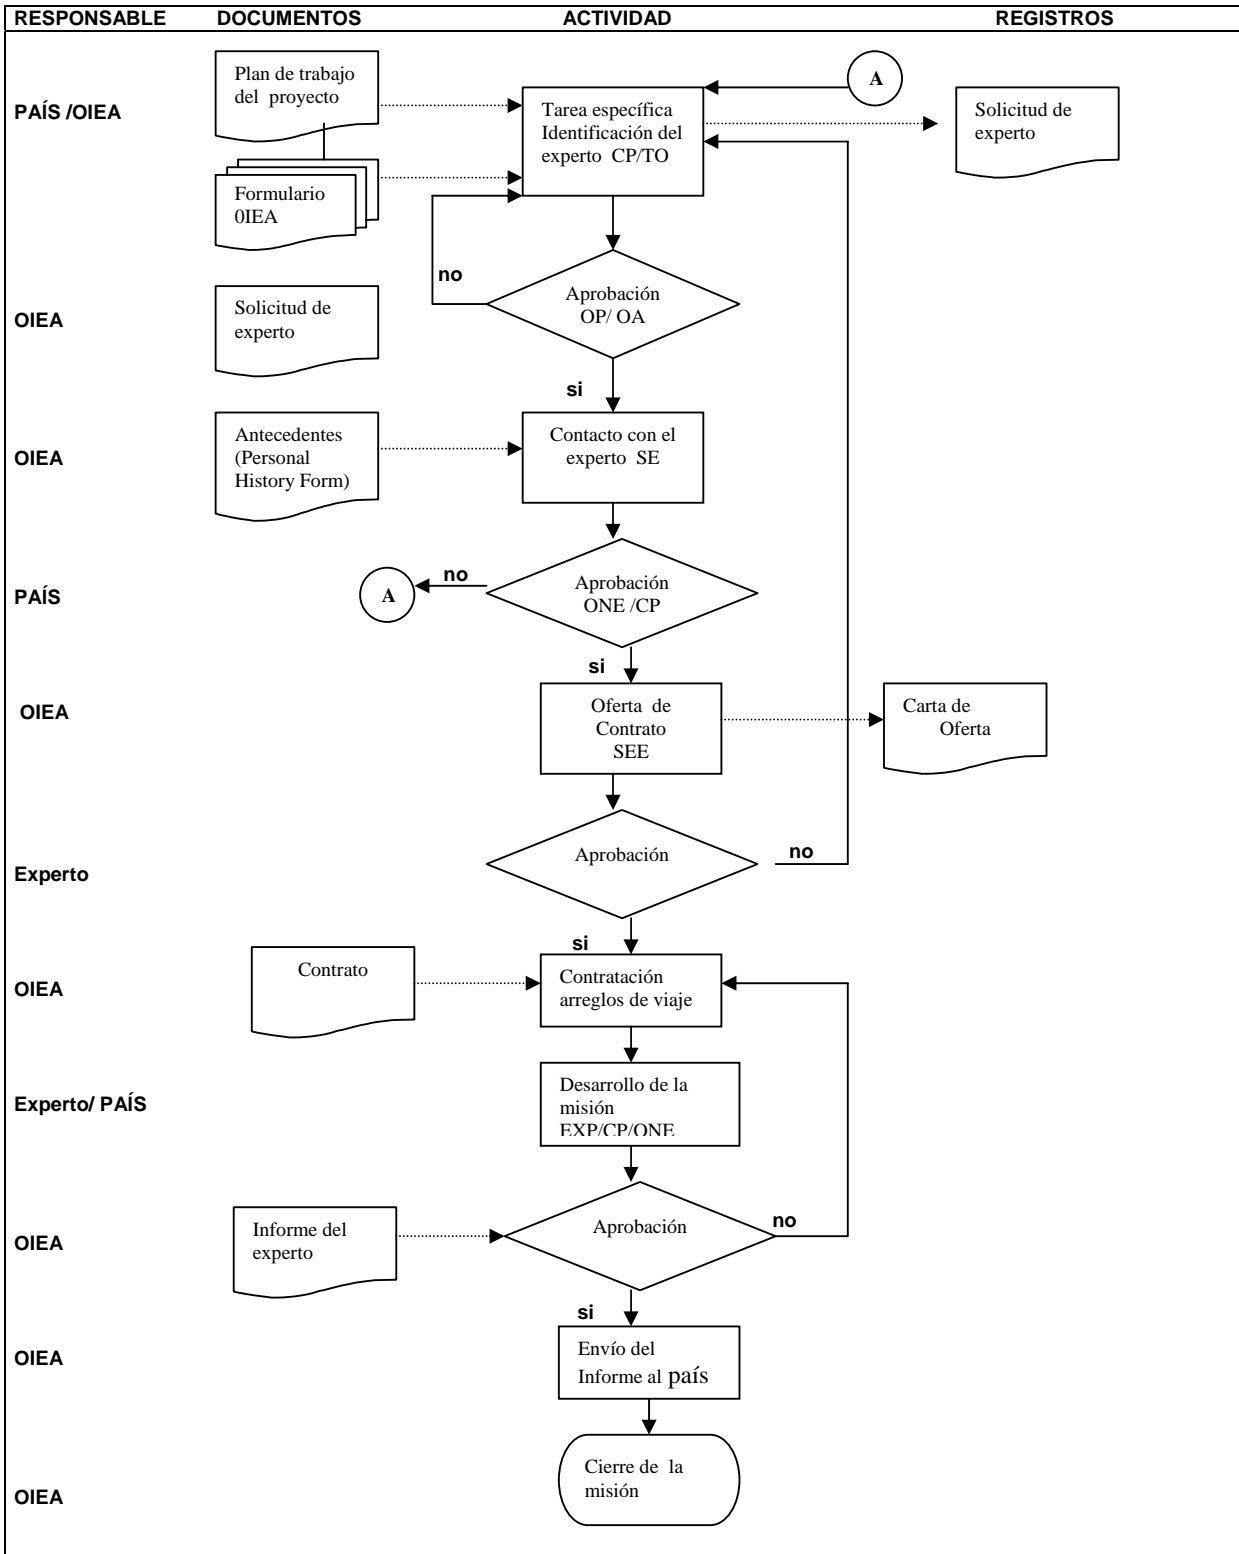 RESPONSABLE DOCUMENTOS ACTIVIDAD REGISTROS
PAÍS /OIEA
Plan de trabajo
del proyecto
Formulario
0IEA
Tarea específica
Identificación del
experto CP/TO
A
Solicitud de
experto
no
OIEA
Solicitud de
experto
Aprobación
OP/ OA
si
OIEA
Antecedentes
(Personal
History Form)
Contacto con el
experto SE
PAÍS
A
no
Aprobación
ONE /CP
si
OIEA
Oferta de
Contrato
SEE
Carta de
Oferta
Experto
Aprobación
no
si
OIEA
Contrato
Contratación
arreglos de viaje
Experto/ PAÍS
Desarrollo de la
misión
EXP/CP/ONE
OIEA
Informe del
experto
Aprobación
no
si
OIEA
Envío del
Informe al país
OIEA
Cierre de la
misión